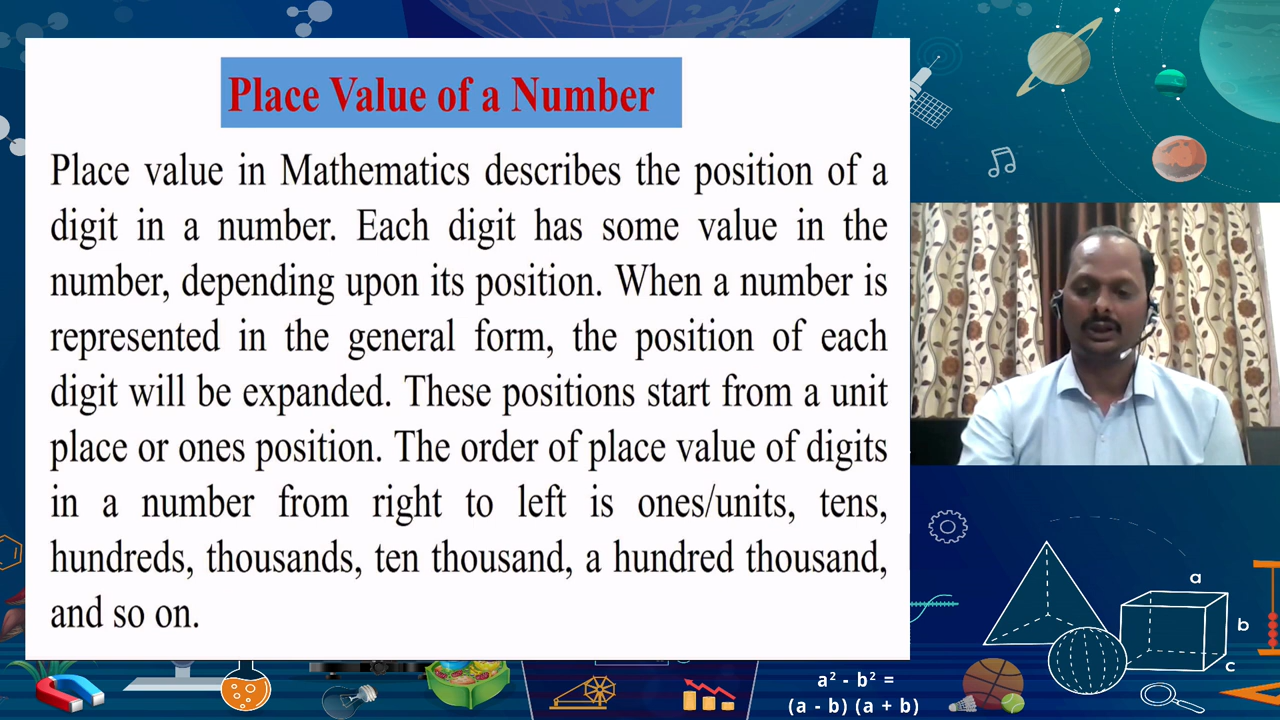 Place Value of a Number
Place value in Mathematics describes the position of a
digit in a number. Each digit has some value in the
number, depending upon its position. When a number is
represented in the general form, the position of each
digit will be expanded. These positions start from a unit
place or ones position. The order of place value of digits
in a number from right to left is ones/units, tens,
hundreds, thousands, ten thousand, a hundred thousand,
and so on.
a
b
c
a² - b² =
(a - b) (a + b)